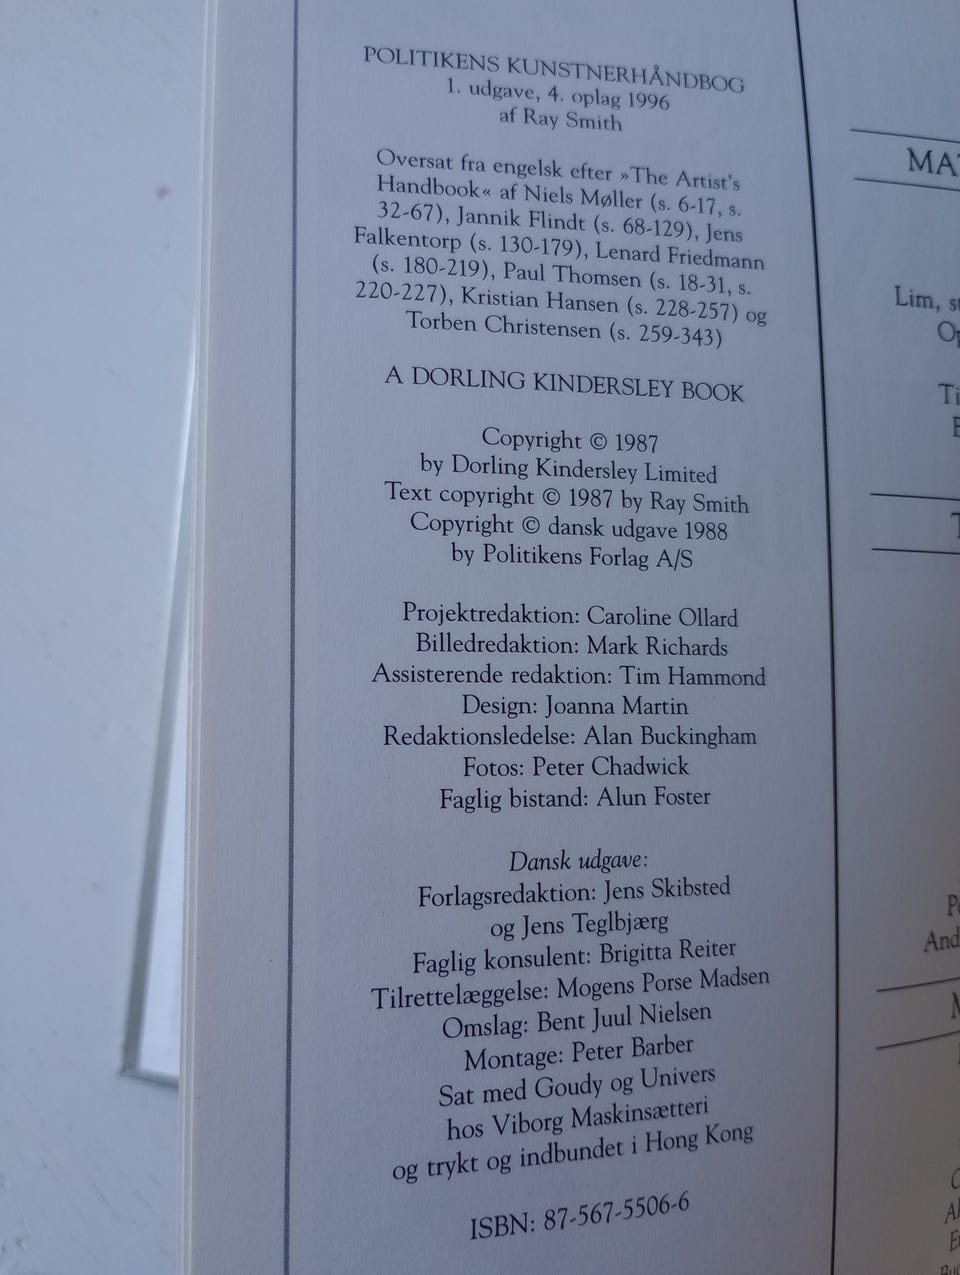 POLITIKENS KUNSTNERHÅNDBOG
1. udgave, 4. oplag 1996
af Ray Smith
Oversat fra engelsk efter »The Artist's
Handbook« af Niels Møller (s. 6-17, s.
32-67), Jannik Flindt (s. 68-129), Jens
Falkentorp (s. 130-179), Lenard Friedmann
(s. 180-219), Paul Thomsen (s. 18-31, s.
220-227), Kristian Hansen (s. 228-257) og
Torben Christensen (s. 259-343)
A DORLING KINDERSLEY BOOK
Copyright © 1987
by Dorling Kindersley Limited
Text copyright © 1987 by Ray Smith
Copyright © dansk udgave 1988
by Politikens Forlag A/S
Projektredaktion: Caroline Ollard
Billedredaktion: Mark Richards
Assisterende redaktion: Tim Hammond
Design: Joanna Martin
Redaktionsledelse: Alan Buckingham
Fotos: Peter Chadwick
Faglig bistand: Alun Foster
Dansk udgave:
Forlagsredaktion: Jens Skibsted
og Jens Teglbjærg
Faglig konsulent: Brigitta Reiter
Tilrettelæggelse: Mogens Porse Madsen
Omslag: Bent Juul Nielsen
Montage: Peter Barber
Sat med Goudy og Univers
hos Viborg Maskinsætteri
og trykt og indbundet i Hong Kong
ISBN: 87-567-5506-6
Lim,